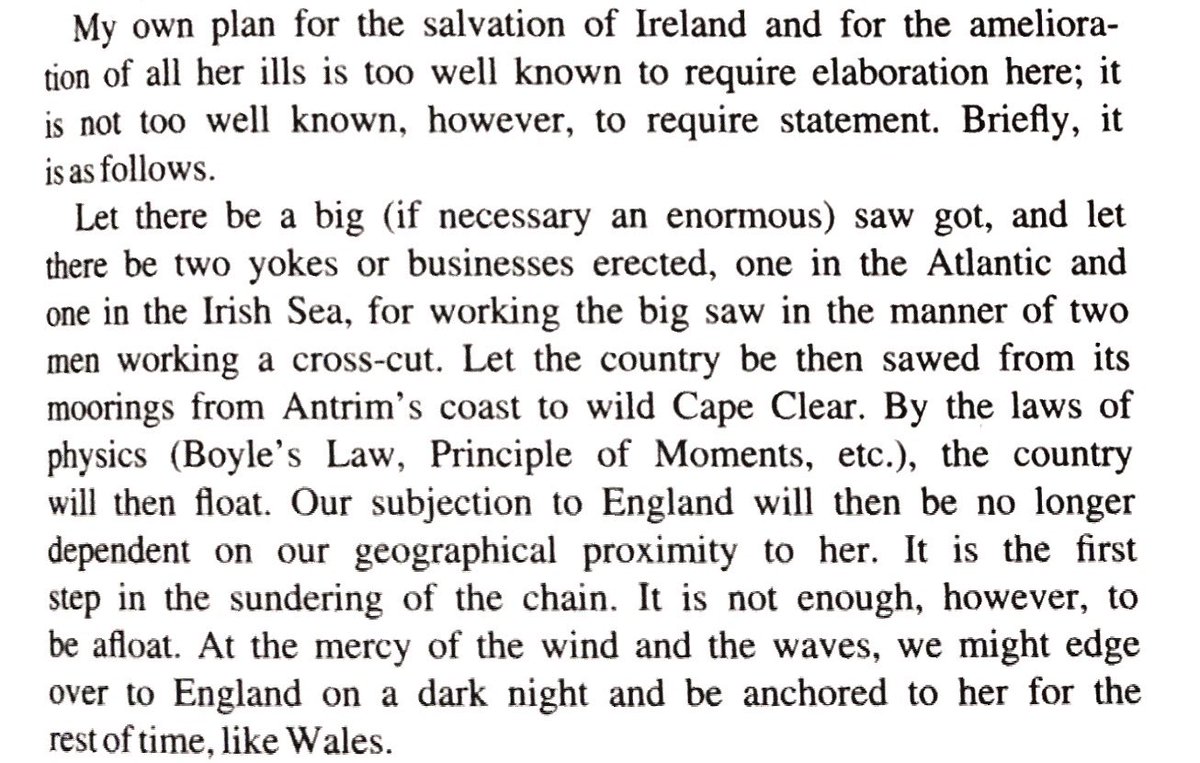 My own plan for the salvation of Ireland and for the ameliora-
tion of all her ills is too well known to require elaboration here; it
is not too well known, however, to require statement. Briefly, it
is as follows.
Let there be a big (if necessary an enormous) saw got, and let
there be two yokes or businesses erected, one in the Atlantic and
one in the Irish Sea, for working the big saw in the manner of two
men working a cross-cut. Let the country be then sawed from its
moorings from Antrim's coast to wild Cape Clear. By the laws of
physics (Boyle's Law, Principle of Moments, etc.), the country
will then float. Our subjection to England will then be no longer
dependent on our geographical proximity to her. It is the first
step in the sundering of the chain. It is not enough, however, to
be afloat. At the mercy of the wind and the waves, we might edge
over to England on a dark night and be anchored to her for the
rest of time, like Wales.